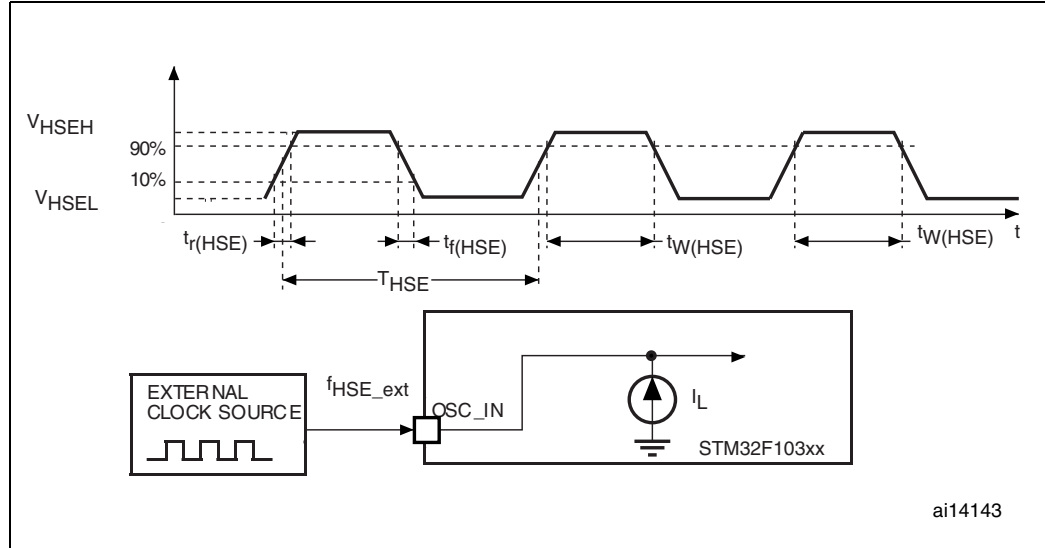 VHSEH
90%
10%
VHSEL
tr(HSE)
tf(HSE)
tW(HSE)
tW(HSE)
t
THSE
EXTERNAL
CLOCK SOURCE
fHSE_ext
OSC_IN
IL
STM32F103xx
ai14143